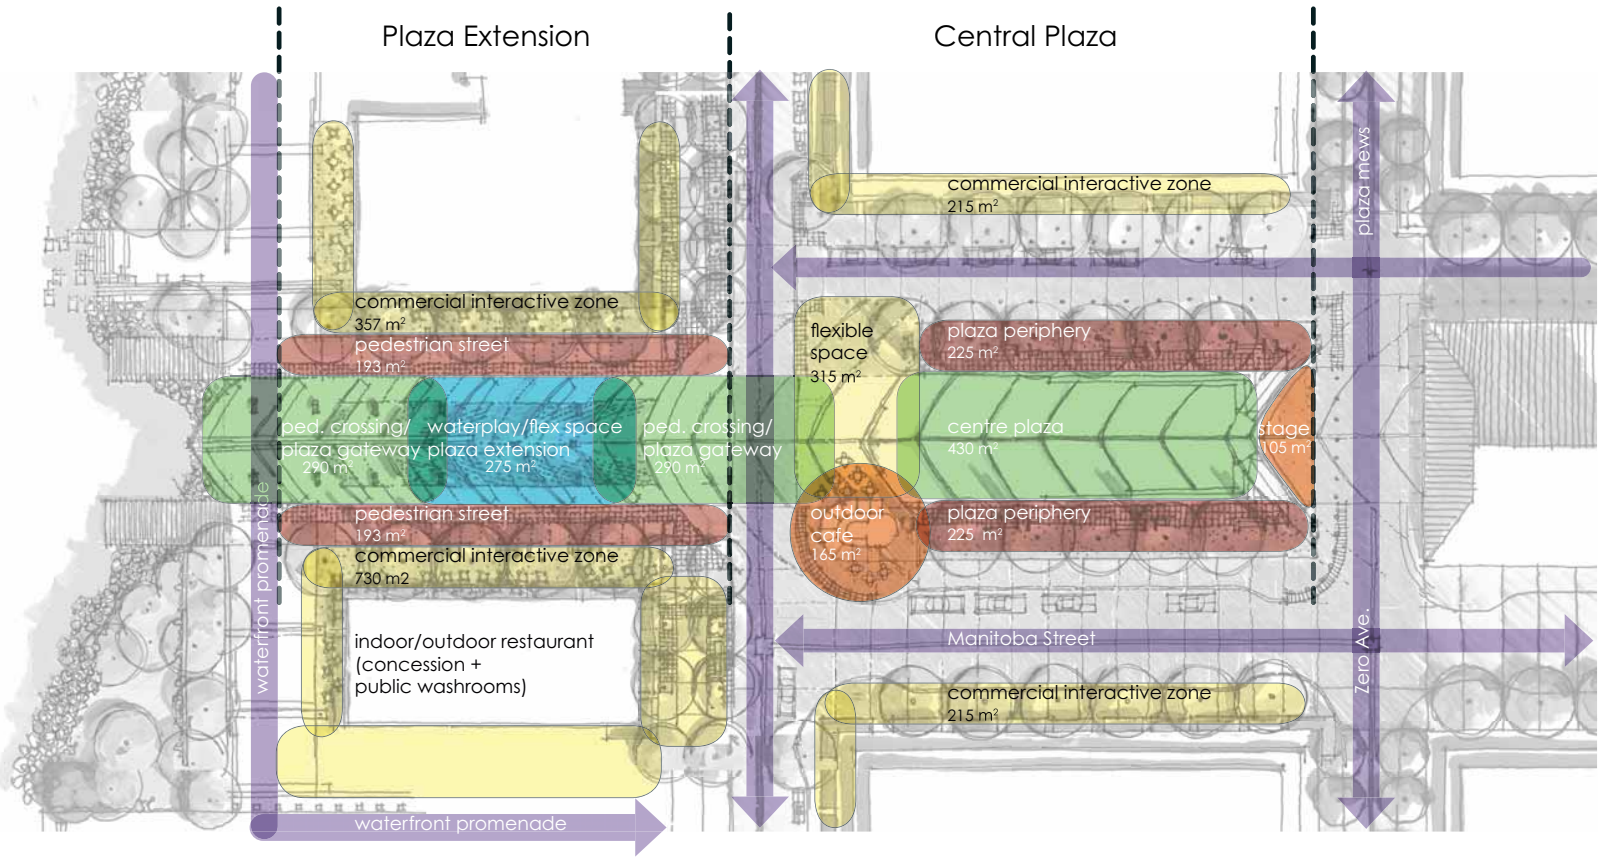 Plaza Extension
Central Plaza
commercial interactive zone
357 m²
pedestrian street
193 m²
ped. crossing/
plaza gateway
290 m²
waterplay/flex space
plaza extension
275 m²
ped. crossing/
plaza gateway
290 m²
pedestrian street
193 m²
commercial interactive zone
730 m2
indoor/outdoor restaurant
(concession +
public washrooms)
waterfront promenade
waterfront promenade
commercial interactive zone
215 m²
flexible
space
315 m²
plaza periphery
225 m²
centre plaza
430 m²
stage
105 m²
outdoor
cafe
165 m²
plaza periphery
225 m²
Manitoba Street
commercial interactive zone
215 m²
plaza mews
Zero Ave.